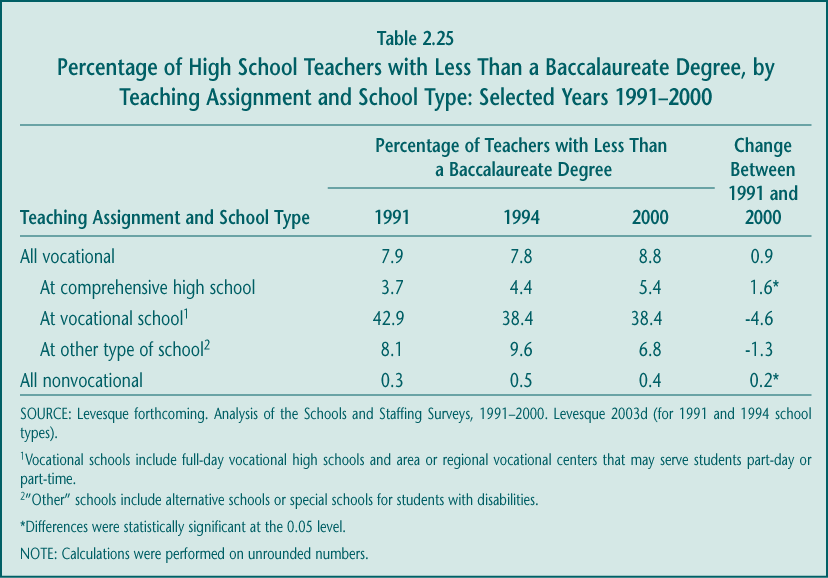 Table 2.25
Percentage of High School Teachers with Less Than a Baccalaureate Degree, by
Teaching Assignment and School Type: Selected Years 1991–2000
Percentage of Teachers with Less Than
a Baccalaureate Degree
Change
Between
1991 and
2000
Teaching Assignment and School Type 1991 1994 2000
All vocational 7.9 7.8 8.8 0.9
At comprehensive high school 3.7 4.4 5.4 1.6*
At vocational school¹ 42.9 38.4 38.4 -4.6
At other type of school² 8.1 9.6 6.8 -1.3
All nonvocational 0.3 0.5 0.4 0.2*
SOURCE: Levesque forthcoming. Analysis of the Schools and Staffing Surveys, 1991–2000. Levesque 2003d (for 1991 and 1994 school
types).
¹Vocational schools include full-day vocational high schools and area or regional vocational centers that may serve students part-day or
part-time.
²"Other" schools include alternative schools or special schools for students with disabilities.
*Differences were statistically significant at the 0.05 level.
NOTE: Calculations were performed on unrounded numbers.